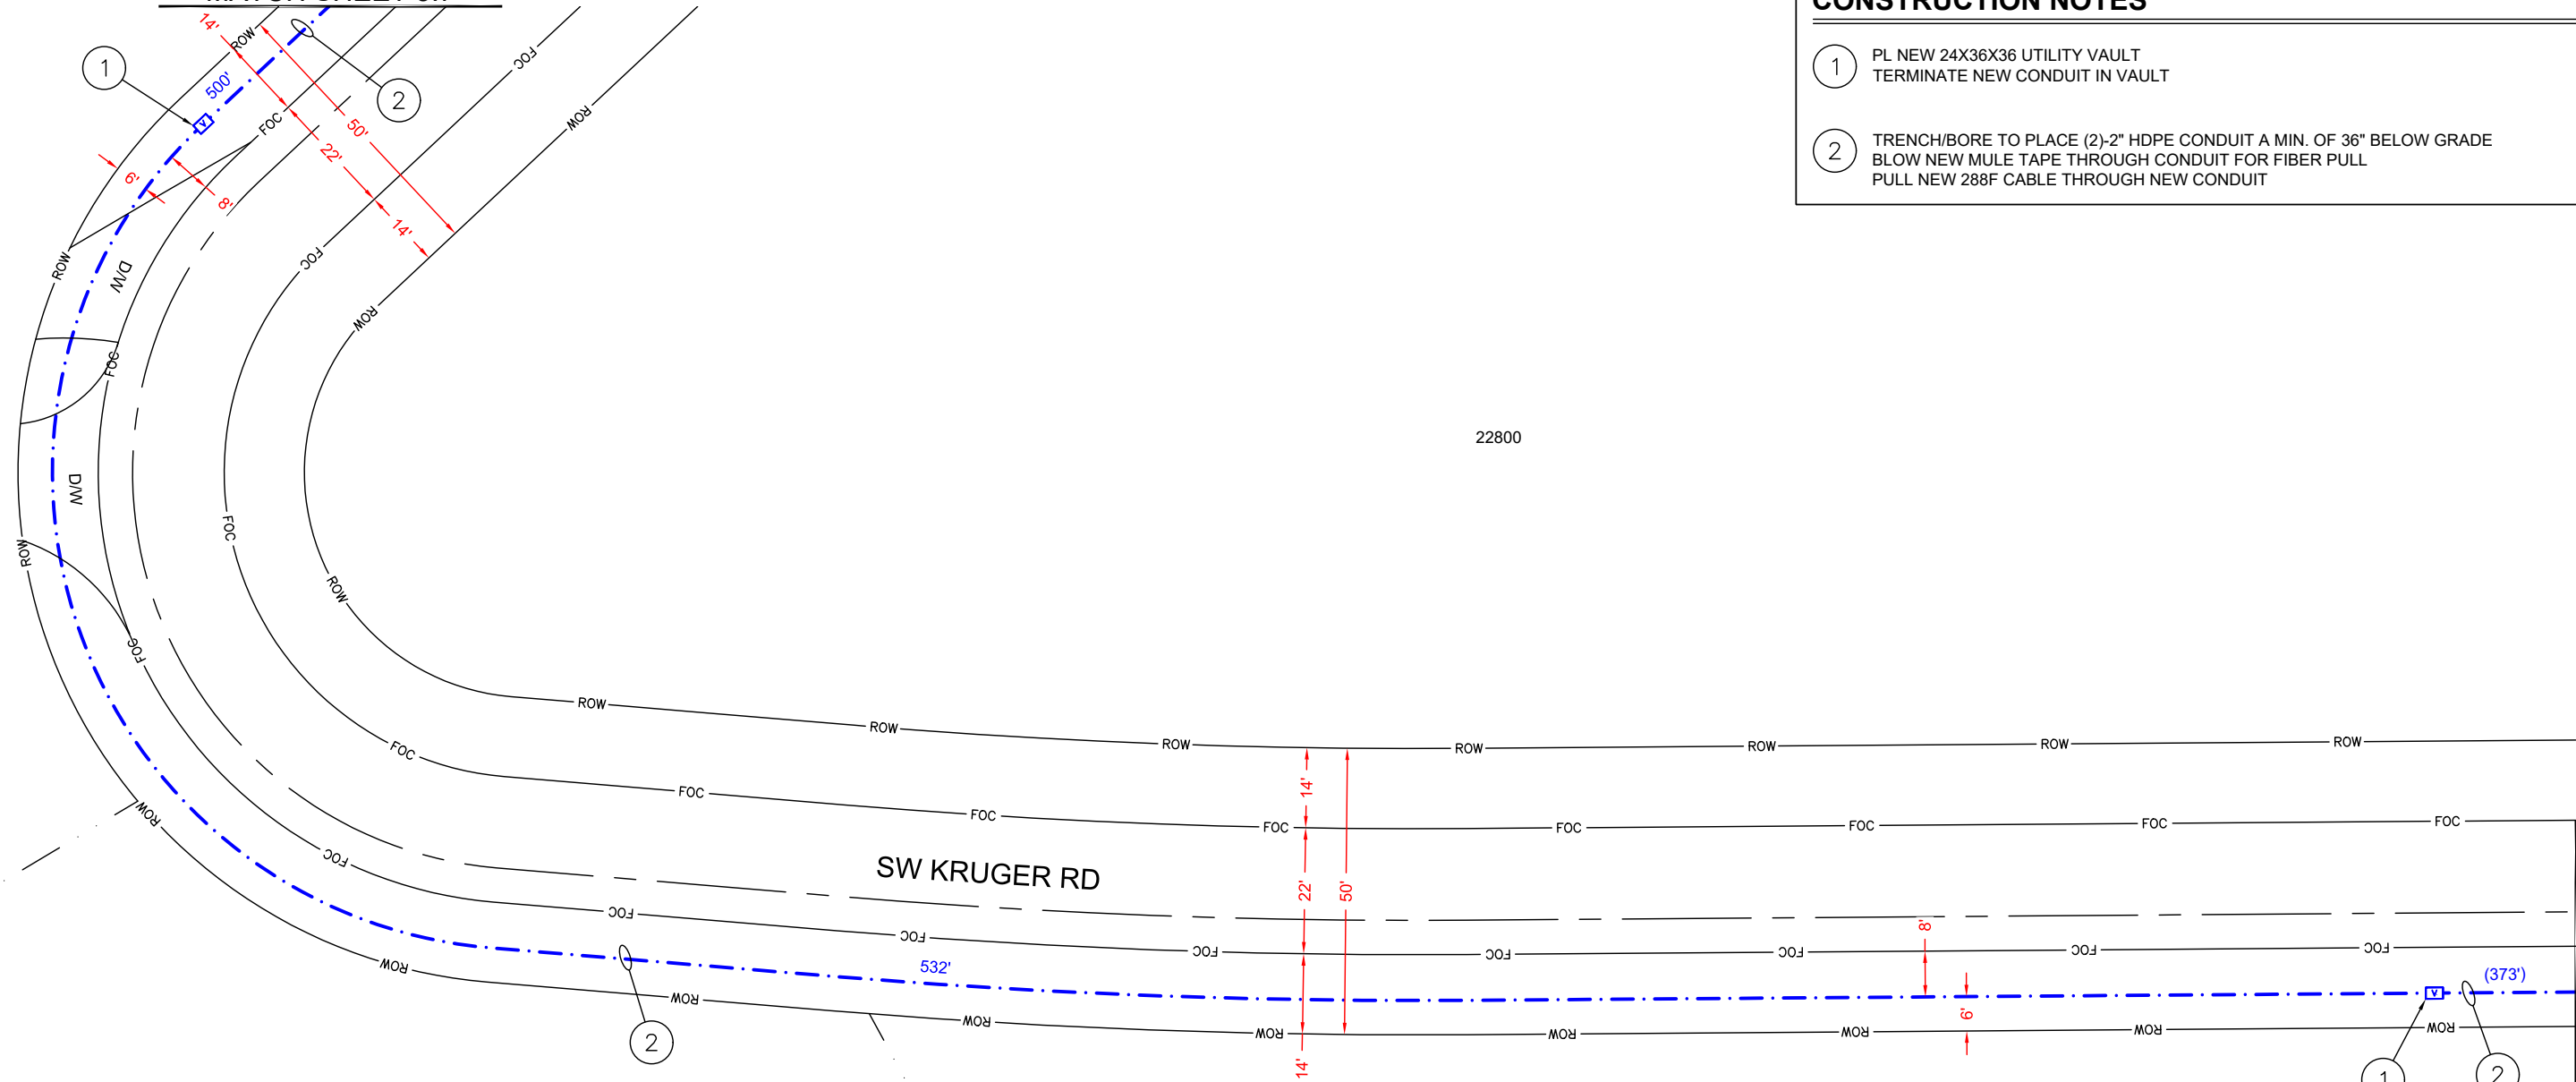 CONSTRUCTION NOTES
1
PL NEW 24X36X36 UTILITY VAULT
TERMINATE NEW CONDUIT IN VAULT
2
TRENCH/BORE TO PLACE (2)-2" HDPE CONDUIT A MIN. OF 36" BELOW GRADE
BLOW NEW MULE TAPE THROUGH CONDUIT FOR FIBER PULL
PULL NEW 288F CABLE THROUGH NEW CONDUIT
14'
ROW
FOC
1
500'
2
V
50'
ROW
FOC
22'
6'
8'
14'
ROW
D/W
FOC
ROW
FOC
22800
D/W
FOC
ROW
ROW
FOC
ROW
ROW
ROW
ROW
ROW
ROW
ROW
FOC
ROW
14'
FOC
FOC
FOC
FOC
FOC
FOC
FOC
ROW
FOC
SW KRUGER RD
22'
50'
FOC
FOC
FOC
FOC
FOC
FOC
FOC
8'
ROW
532'
(373')
V
ROW
ROW
ROW
ROW
6'
ROW
ROW
ROW
2
14'
1
2